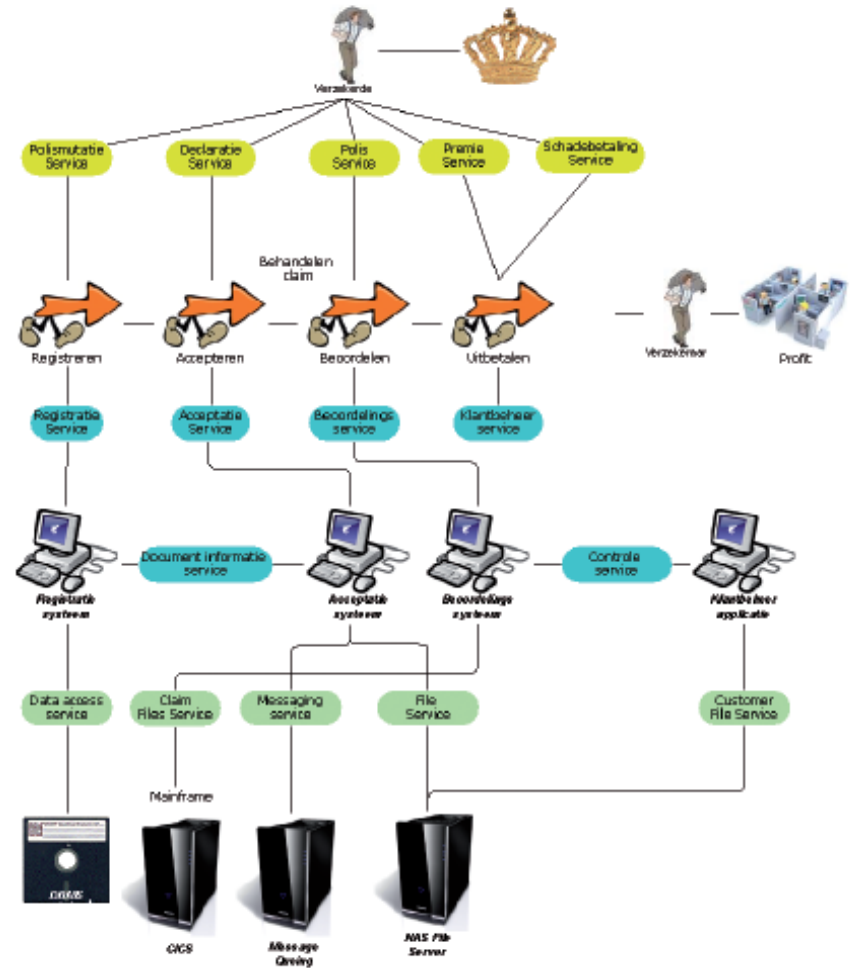 Verzekerde
Polismutatie
Service
Declaratie
Service
Polis
Service
Premie
Service
Schadebetaling
Service
Behandelen
claim
Registreren
Accepteren
Beoordelen
Uitbetalen
Verzekeraar
Profit
Registratie
Service
Acceptatie
Service
Beoordelings
service
Klantbeheer
service
Document informatie
service
Controle
service
Registratie
systeem
Acceptatie
systeem
Beoordelings
systeem
Klantbeheer
applicatie
Data access
service
Claim
Files Service
Messaging
service
File
Service
Customer
File Service
Mainframe
CICS
Message
Queing
NAS File
Server